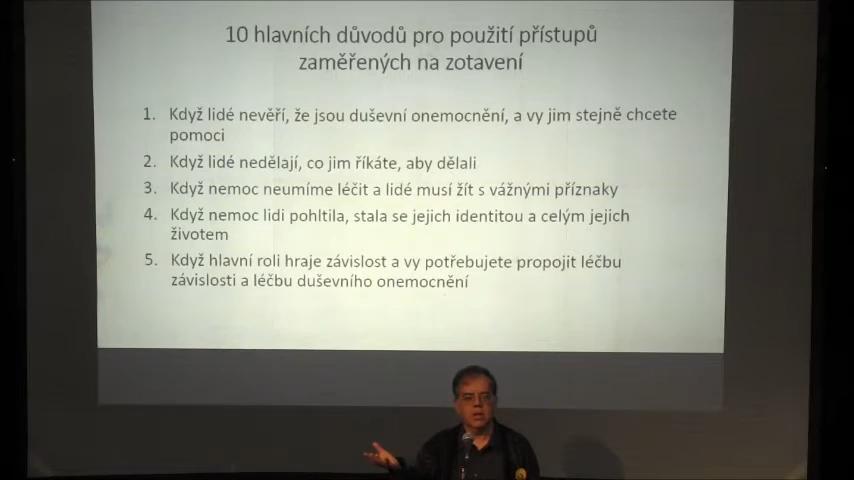 10 hlavních důvodů pro použití přístupů
zaměřených na zotavení
1. Když lidé nevěří, že jsou duševní onemocnění, a vy jim stejně chcete
pomoci
2. Když lidé nedělají, co jim říkáte, aby dělali
3. Když nemoc neumíme léčit a lidé musí žít s vážnými příznaky
4. Když nemoc lidi pohltila, stala se jejich identitou a celým jejich
životem
5. Když hlavní roli hraje závislost a vy potřebujete propojit léčbu
závislosti a léčbu duševního onemocnění